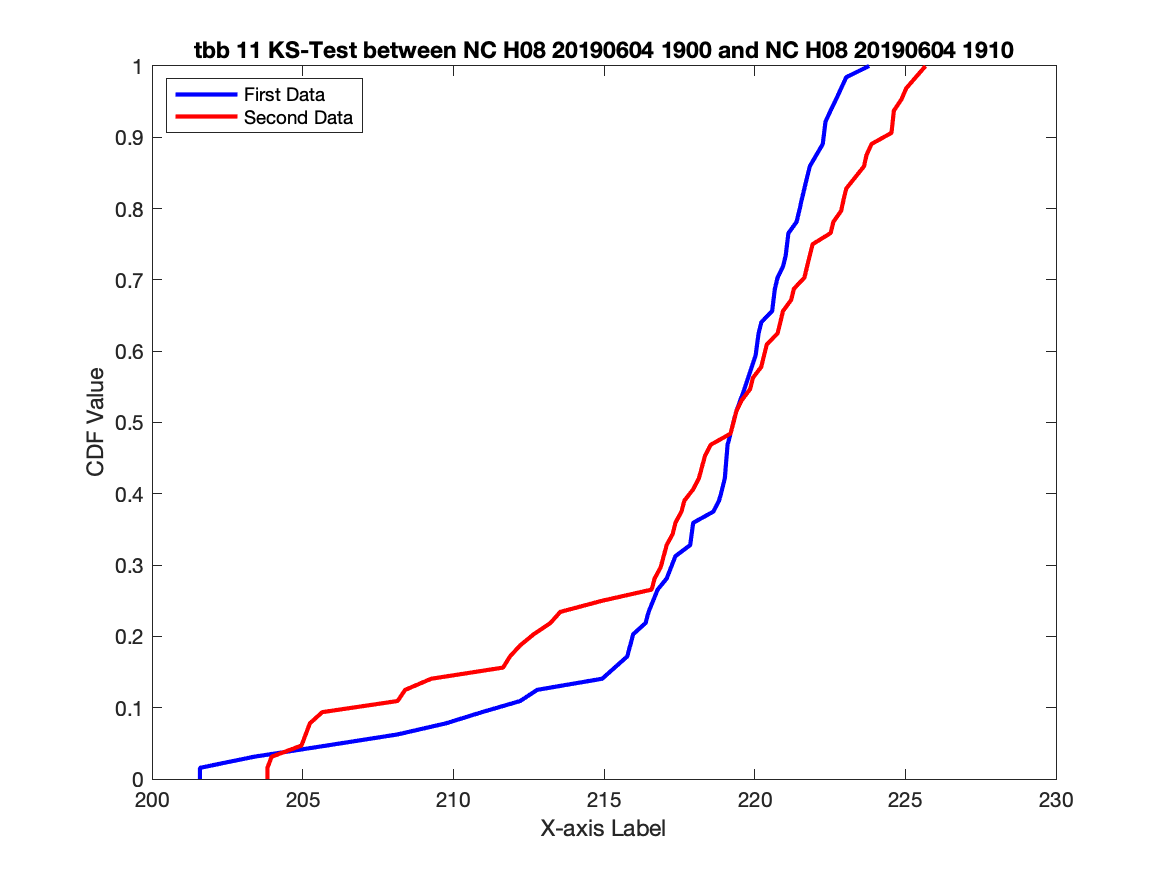 tbb 11 KS-Test between NC H08 20190604 1900 and NC H08 20190604 1910
First Data
Second Data
1
0.9
0.8
0.7
0.6
0.5
0.4
0.3
0.2
0.1
0
CDF Value
200 205 210 215 220 225 230
X-axis Label